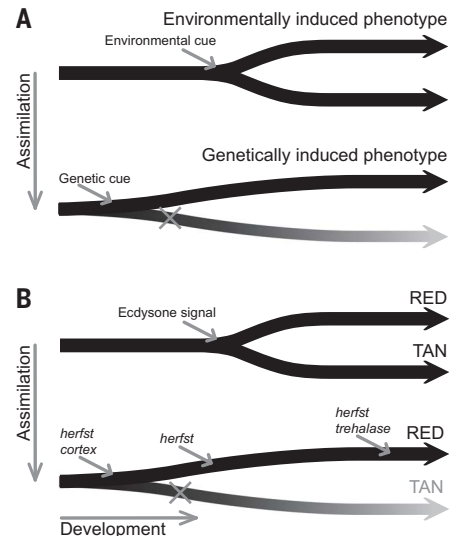 A
Environmentally induced phenotype
Environmental cue
Assimilation
Genetically induced phenotype
Genetic cue
B
RED
Ecdysone signal
TAN
Assimilation
herfst
trehalase
herfst
cortex
herfst
RED
TAN
Development